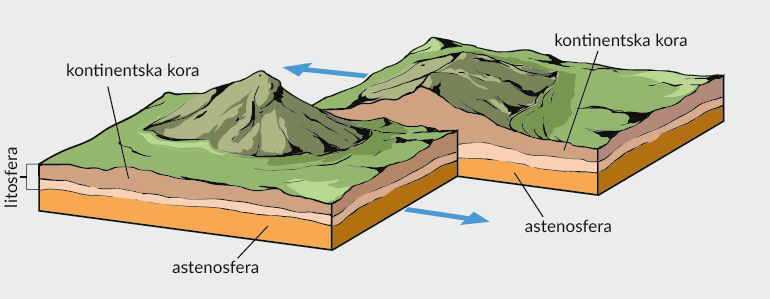 kontinentska kora
kontinentska kora
litosfera
astenosfera
astenosfera